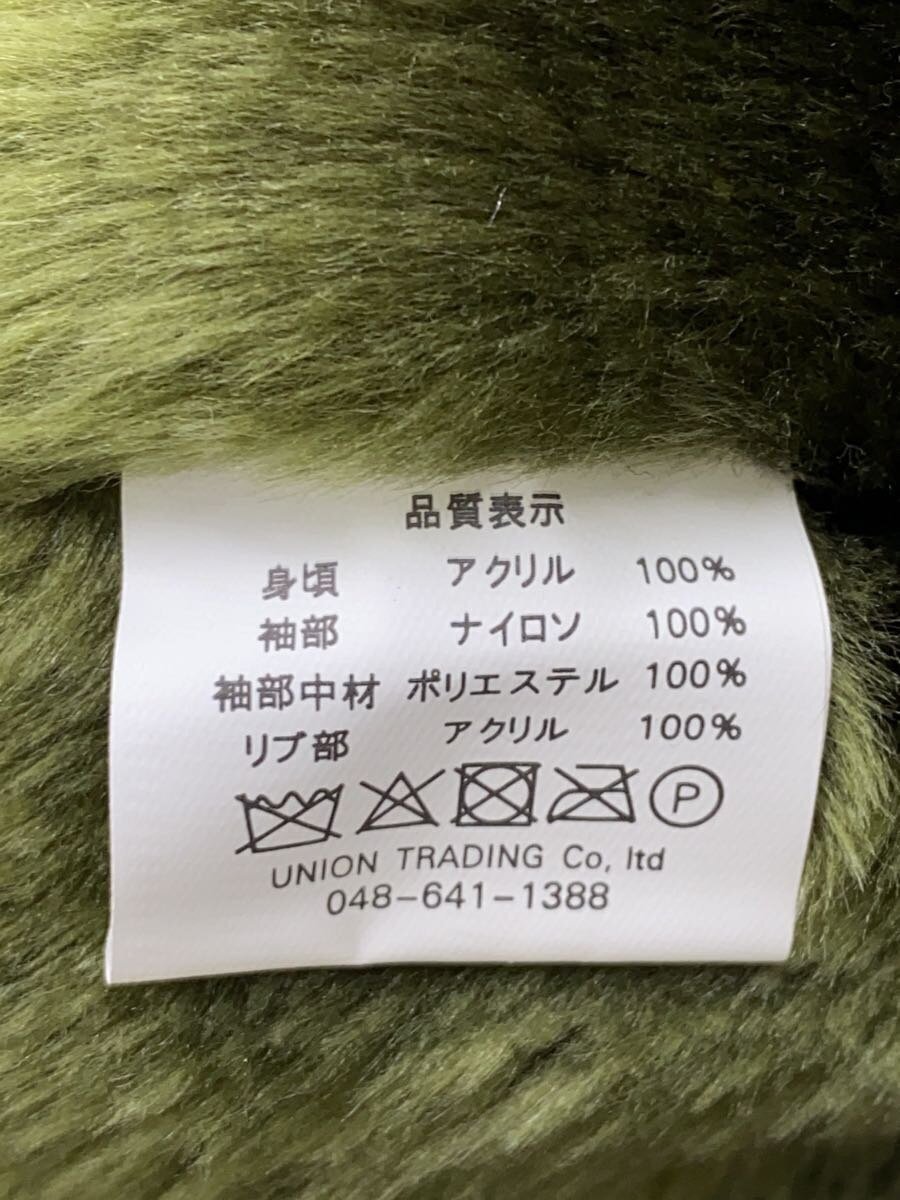 品質表示
身頃 アクリル 100%
袖部 ナイロソ 100%
袖部中材 ポリエステル 100%
リブ部 アクリル 100%
P
UNION TRADING Co, ltd
048-641-1388